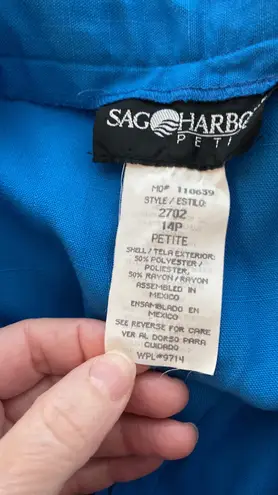 SAG HARBO
PETI
MO# 110639
STYLE/ESTILO:
2702
14P
PETITE
SHELL/TELA EXTERIOR:
50% POLYESTER/
POLIESTER,
50% RAYON/RAYON
ASSEMBLED IN
MEXICO
ENSAMBLADO EN
MEXICO
SEE REVERSE FOR CARE
VER AL DORSO PARA
CUIDADO
WPL#9714